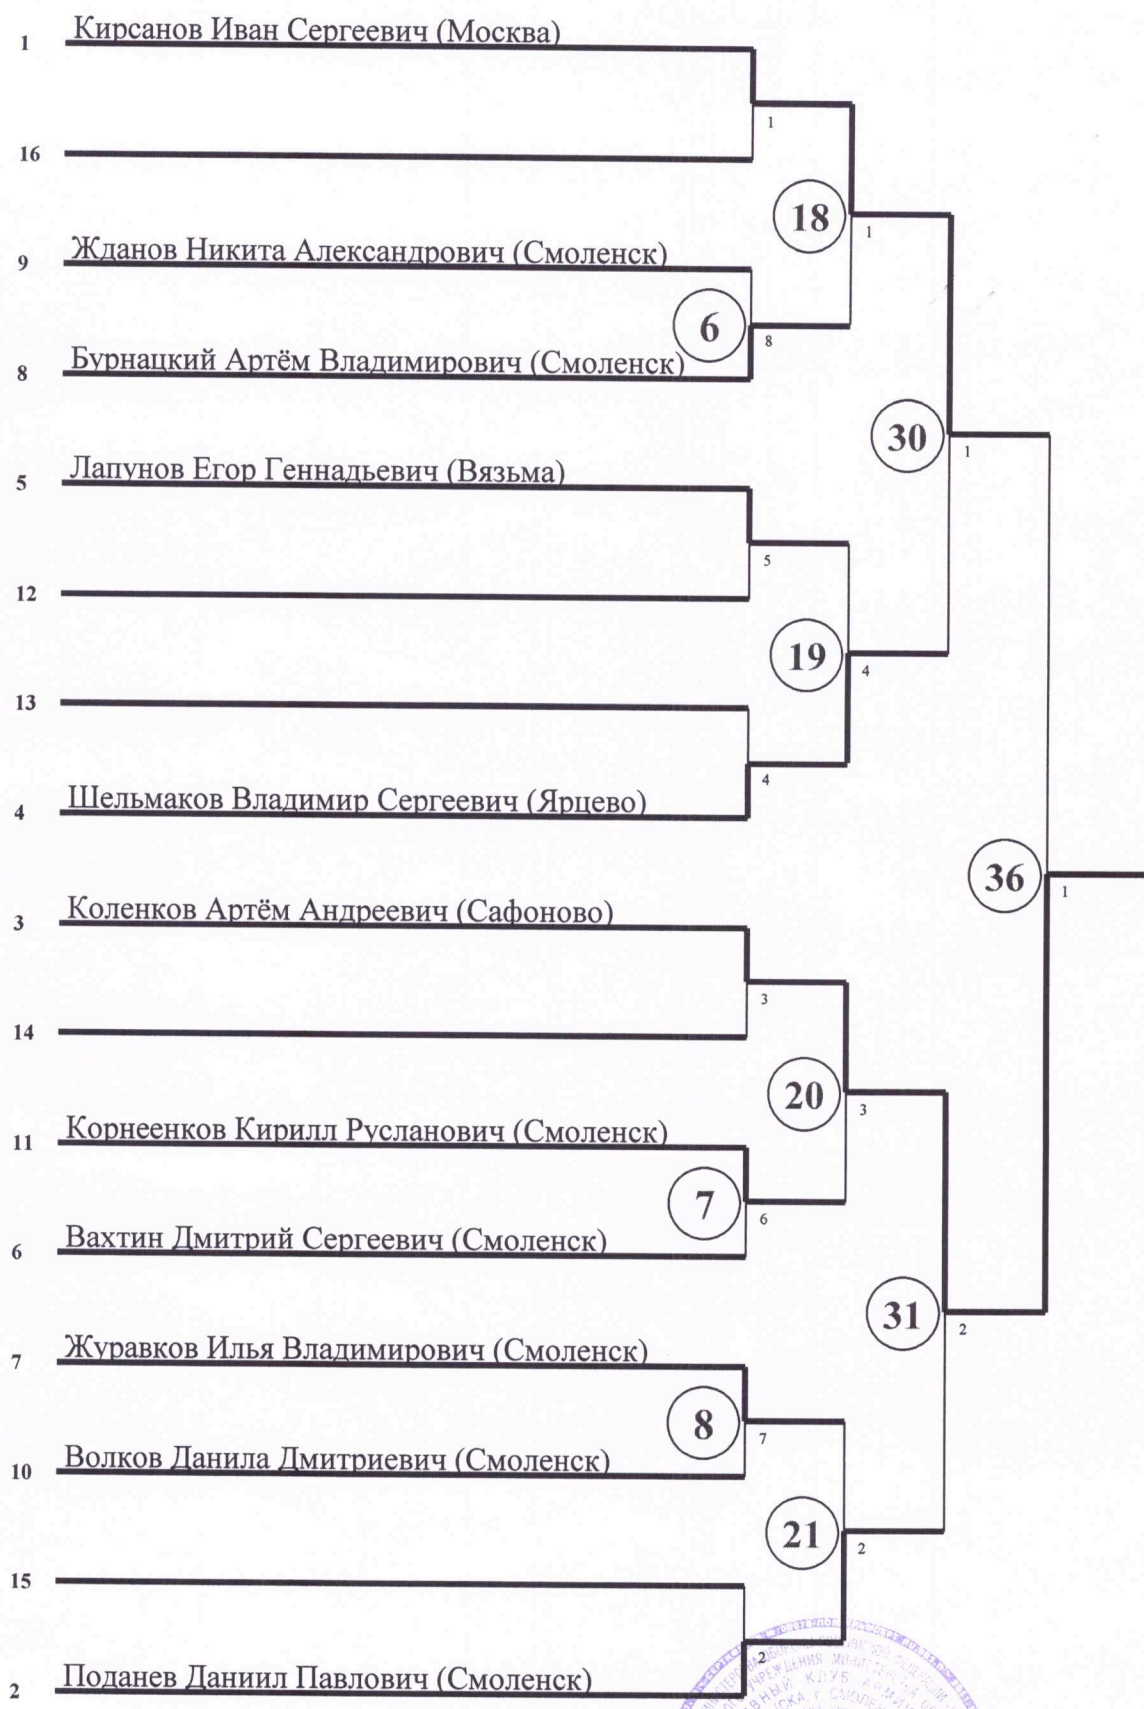 1 Кирсанов Иван Сергеевич (Москва)
1
16
18
1
9 Жданов Никита Александрович (Смоленск)
6
8
8 Бурнацкий Артём Владимирович (Смоленск)
30
1
5 Лапунов Егор Геннадьевич (Вязьма)
5
12
19
4
13
4
4 Шельмаков Владимир Сергеевич (Ярцево)
36
1
3 Коленков Артём Андреевич (Сафоново)
3
14
20
3
11 Корнеенков Кирилл Русланович (Смоленск)
7
6
6 Вахтин Дмитрий Сергеевич (Смоленск)
31
2
7 Журавков Илья Владимирович (Смоленск)
8
7
10 Волков Данила Дмитриевич (Смоленск)
21
2
15
2
2 Поданев Даниил Павлович (Смоленск)
КЛУБ